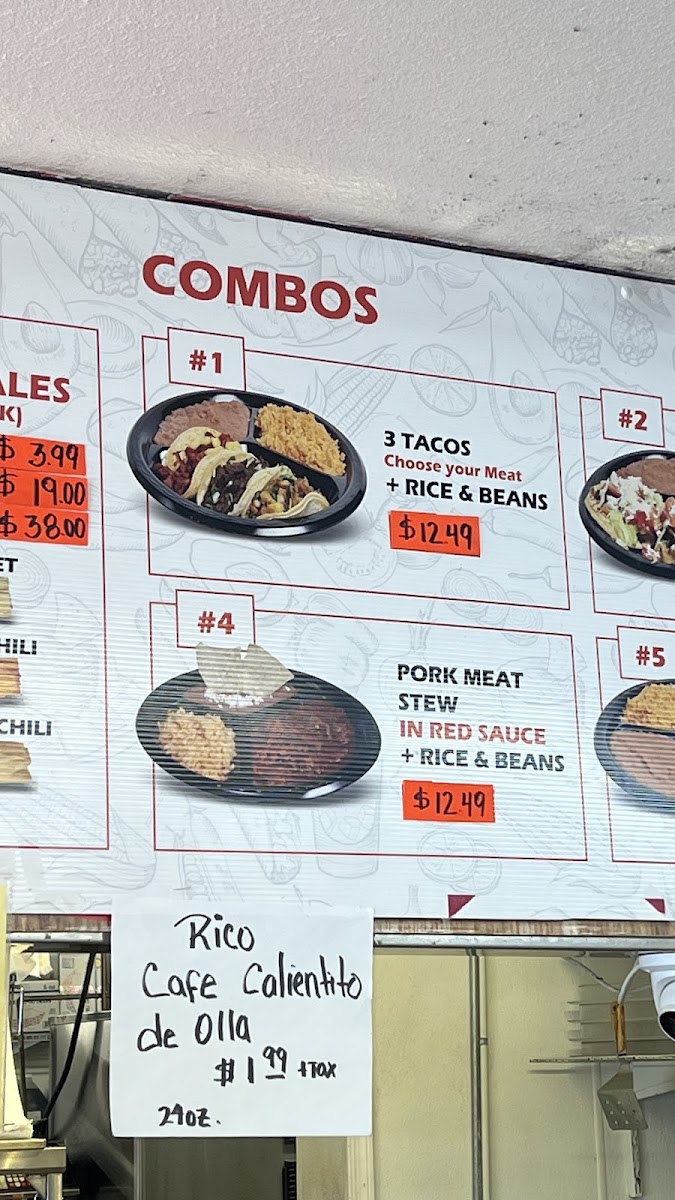 COMBOS
ALES
K)
$ 3.99
$ 19.00
$ 38.00
ET
HILI
CHILI
#1
3 TACOS
Choose your Meat
+ RICE & BEANS
$12.49
#2
#4
PORK MEAT
STEW
IN RED SAUCE
+ RICE & BEANS
$12.49
#5
Rico
Cafe Calientito
de Olla
$1.99 +Tax
24oz.